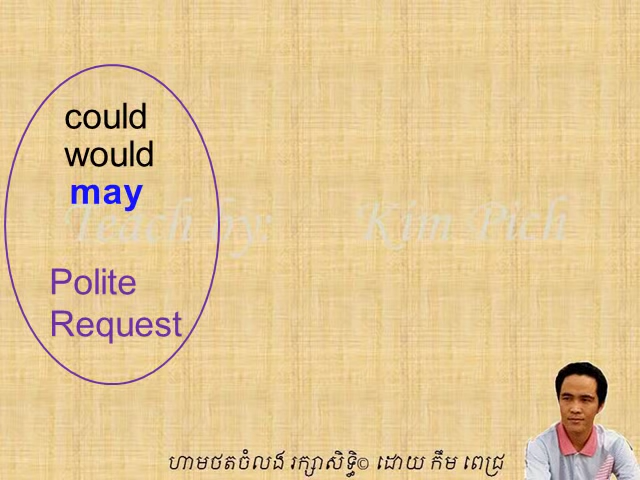 could
would
may
Teach by: Kim Pich
Polite
Request
ហាមថតចំលង រក្សាសិទ្ធិ© ដោយ កឹម ពេជ្រ